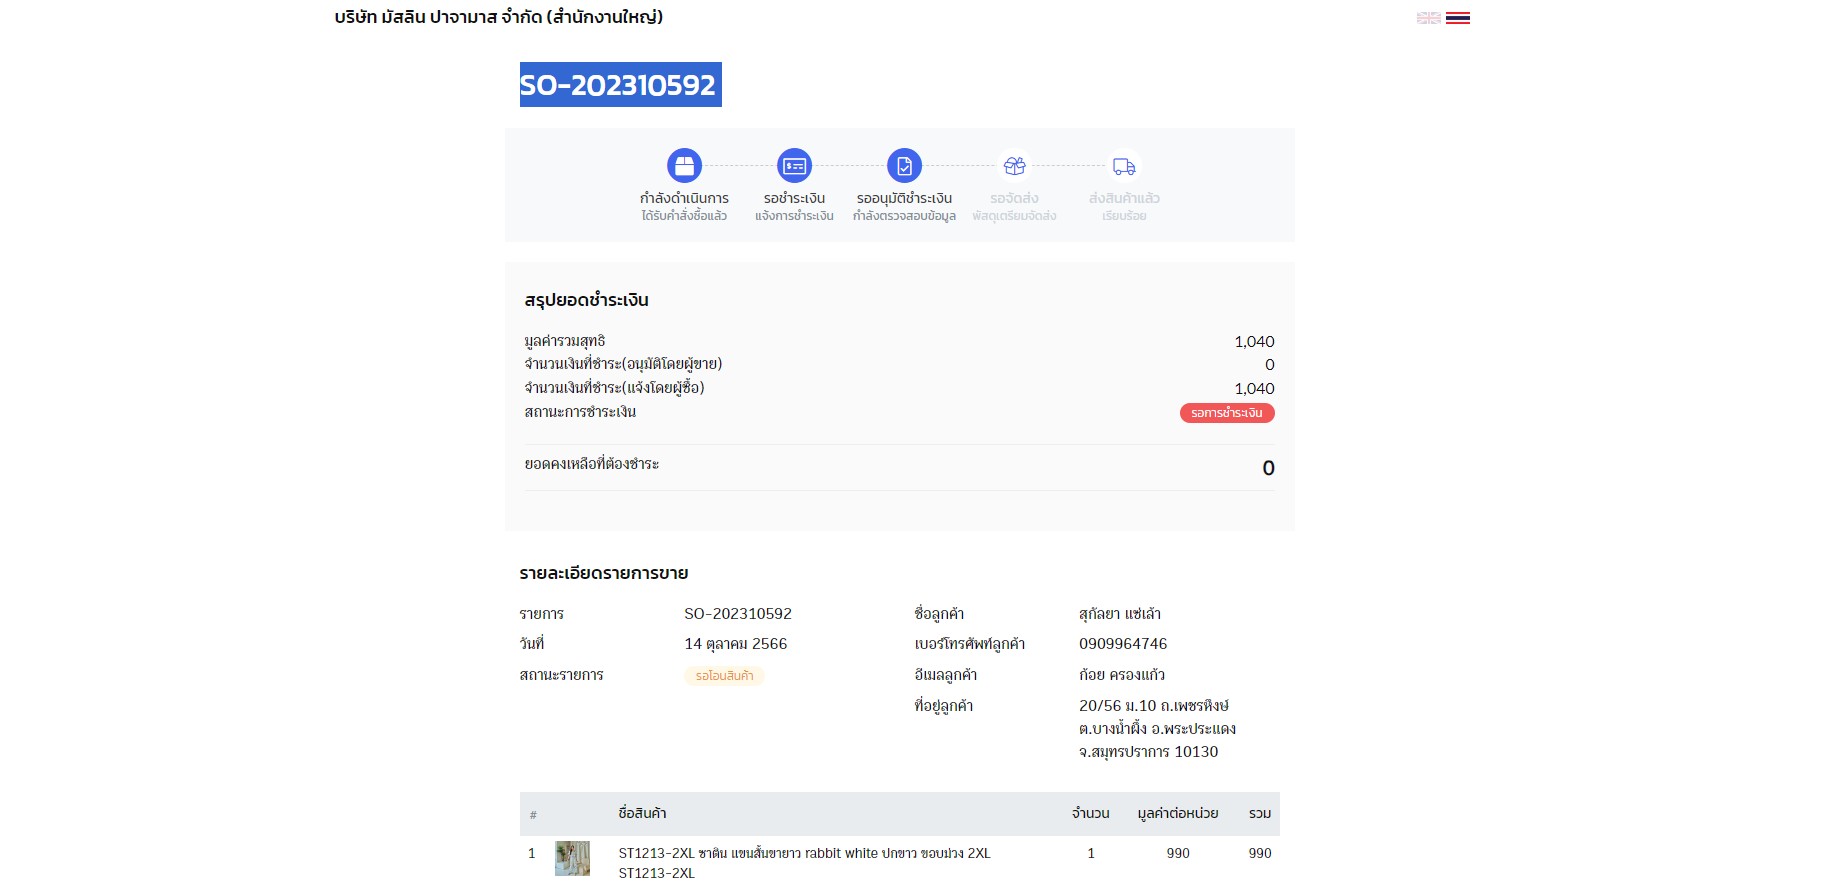 บริษัท มัสลิน ปาจามาส จำกัด (สำนักงานใหญ่)
SO-202310592
กำลังดำเนินการ
ได้รับคำสั่งซื้อแล้ว
รอชำระเงิน
แจ้งการชำระเงิน
รออนุมัติชำระเงิน
กำลังตรวจสอบข้อมูล
รอจัดส่ง
พัสดุเตรียมจัดส่ง
ส่งสินค้าแล้ว
เรียบร้อย
สรุปยอดชำระเงิน
มูลค่ารวมสุทธิ 1,040
จำนวนเงินที่ชำระ(อนุมัติโดยผู้ขาย) 0
จำนวนเงินที่ชำระ(แจ้งโดยผู้ซื้อ) 1,040
สถานะการชำระเงิน รอการชำระเงิน
ยอดคงเหลือที่ต้องชำระ 0
รายละเอียดรายการขาย
รายการ SO-202310592 ชื่อลูกค้า สุกัลยา แซ่เล้า
วันที่ 14 ตุลาคม 2566 เบอร์โทรศัพท์ลูกค้า 0909964746
สถานะรายการ รอโอนสินค้า อีเมลลูกค้า ก้อย ครองแก้ว
ที่อยู่ลูกค้า 20/56 ม.10 ถ.เพชรหึงษ์
ต.บางน้ำผึ้ง อ.พระประแดง
จ.สมุทรปราการ 10130
# ชื่อสินค้า จำนวน มูลค่าต่อหน่วย รวม
1 ST1213-2XL ซาติน แขนสั้นขายาว rabbit white ปกขาว ขอบม่วง 2XL 1 990 990
ST1213-2XL